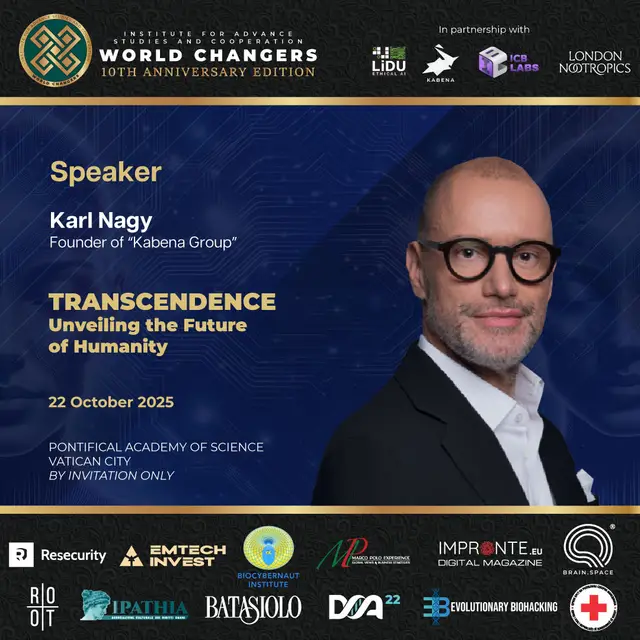 INSTITUTE FOR ADVANCE
STUDIES AND COOPERATION
WORLD CHANGERS
10TH ANNIVERSARY EDITION
WORLD CHANGERS
In partnership with
LiDU
ETHICAL AI
KABENA
ICB
LABS
LONDON
NOOTROPICS
Speaker
Karl Nagy
Founder of “Kabena Group”
TRANSCENDENCE
Unveiling the Future
of Humanity
22 October 2025
PONTIFICAL ACADEMY OF SCIENCE
VATICAN CITY
BY INVITATION ONLY
Resecurity
EMTECH
INVEST
BIOCYBERNAUT
INSTITUTE
MARCO POLO EXPERIENCE
IMPRONTE.EU
DIGITAL MAGAZINE
BRAIN.SPACE
®
ROOT
IPATHIA
BATASIOLO
22
EVOLUTIONARY BIOHACKING